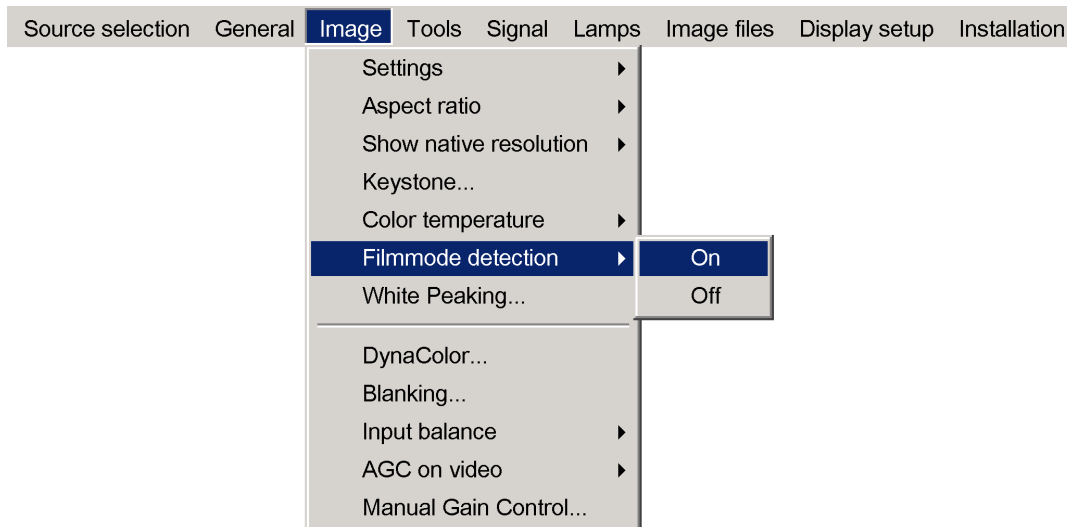 Source selection General Image Tools Signal Lamps Image files Display setup Installation
Settings
Aspect ratio
Show native resolution
Keystone...
Color temperature
Filmmode detection On
White Peaking... Off
DynaColor...
Blanking...
Input balance
AGC on video
Manual Gain Control...